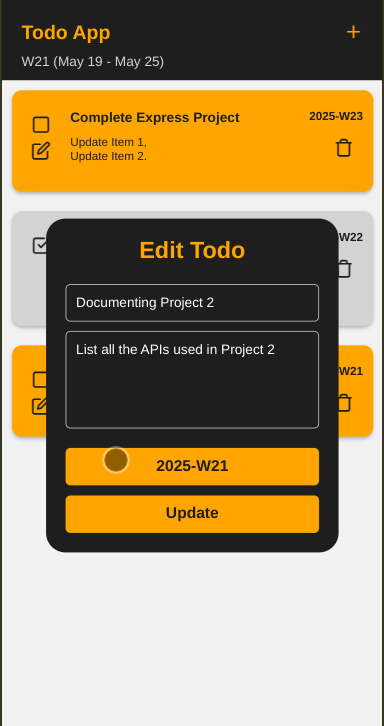 Todo App
+
W21 (May 19 - May 25)
Complete Express Project
2025-W23
Update Item 1,
Update Item 2.
W22
Edit Todo
Documenting Project 2
List all the APIs used in Project 2
W21
2025-W21
Update